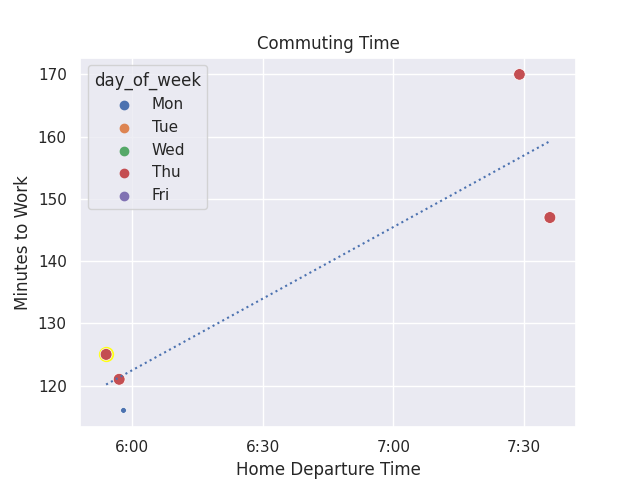 Commuting Time
day_of_week
Mon
Tue
Wed
Thu
Fri
170
160
150
140
130
120
Minutes to Work
6:00 6:30 7:00 7:30
Home Departure Time